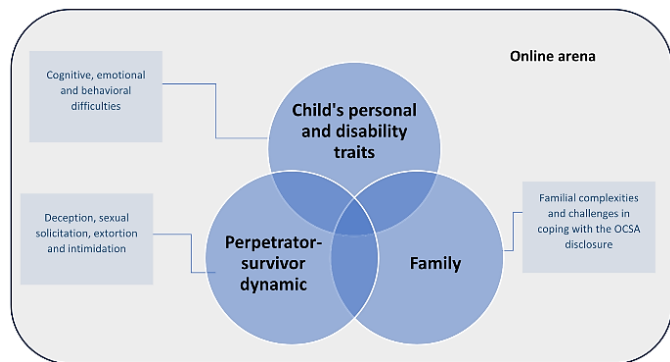 Online arena
Cognitive, emotional
and behavioral
difficulties
Child's personal
and disability
traits
Deception, sexual
solicitation, extortion
and intimidation
Perpetrator-
survivor
dynamic
Family
Familial complexities
and challenges in
coping with the OCSA
disclosure